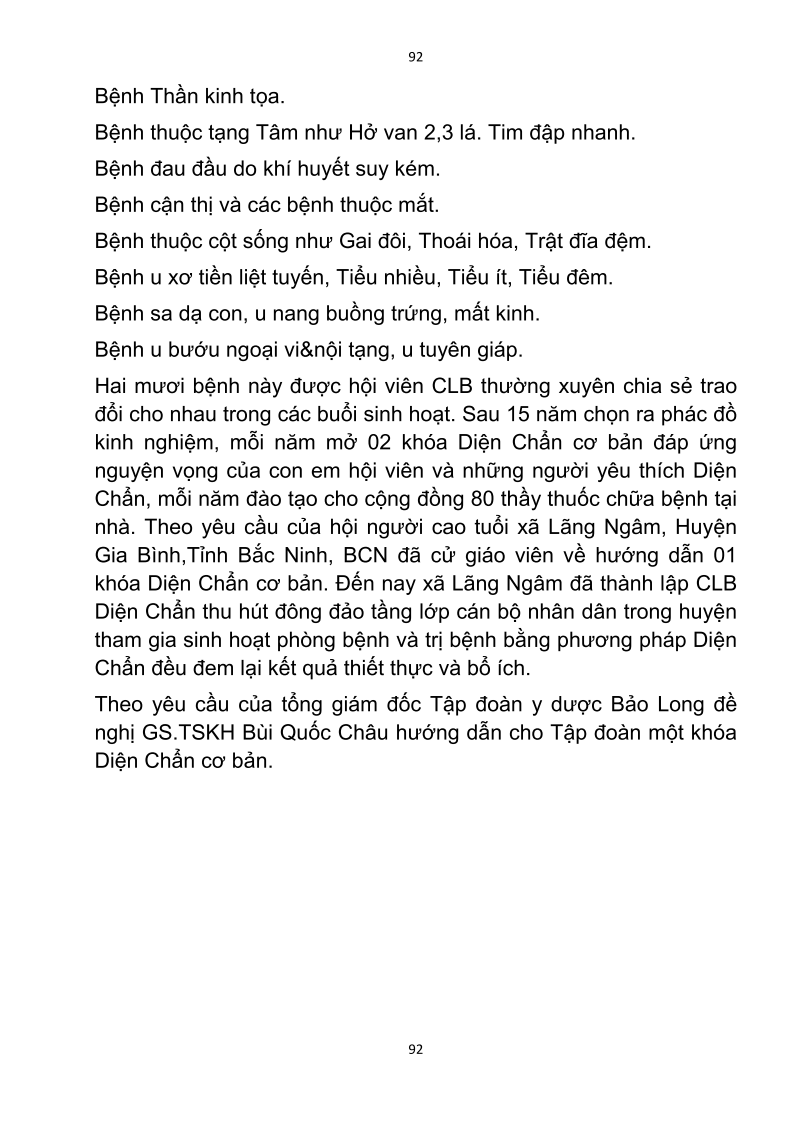 92
Bệnh Thần kinh tọa.
Bệnh thuộc tạng Tâm như Hở van 2,3 lá. Tim đập nhanh.
Bệnh đau đầu do khí huyết suy kém.
Bệnh cận thị và các bệnh thuộc mắt.
Bệnh thuộc cột sống như Gai đôi, Thoái hóa, Trật đĩa đệm.
Bệnh u xơ tiền liệt tuyến, Tiểu nhiều, Tiểu ít, Tiểu đêm.
Bệnh sa dạ con, u nang buồng trứng, mất kinh.
Bệnh u bướu ngoại vi&nội tạng, u tuyên giáp.
Hai mươi bệnh này được hội viên CLB thường xuyên chia sẻ trao
đổi cho nhau trong các buổi sinh hoạt. Sau 15 năm chọn ra phác đồ
kinh nghiệm, mỗi năm mở 02 khóa Diện Chẩn cơ bản đáp ứng
nguyện vọng của con em hội viên và những người yêu thích Diện
Chẩn, mỗi năm đào tạo cho cộng đồng 80 thầy thuốc chữa bệnh tại
nhà. Theo yêu cầu của hội người cao tuổi xã Lãng Ngâm, Huyện
Gia Bình,Tỉnh Bắc Ninh, BCN đã cử giáo viên về hướng dẫn 01
khóa Diện Chẩn cơ bản. Đến nay xã Lãng Ngâm đã thành lập CLB
Diện Chẩn thu hút đông đảo tầng lớp cán bộ nhân dân trong huyện
tham gia sinh hoạt phòng bệnh và trị bệnh bằng phương pháp Diện
Chẩn đều đem lại kết quả thiết thực và bổ ích.
Theo yêu cầu của tổng giám đốc Tập đoàn y dược Bảo Long đề
nghị GS.TSKH Bùi Quốc Châu hướng dẫn cho Tập đoàn một khóa
Diện Chẩn cơ bản.
92